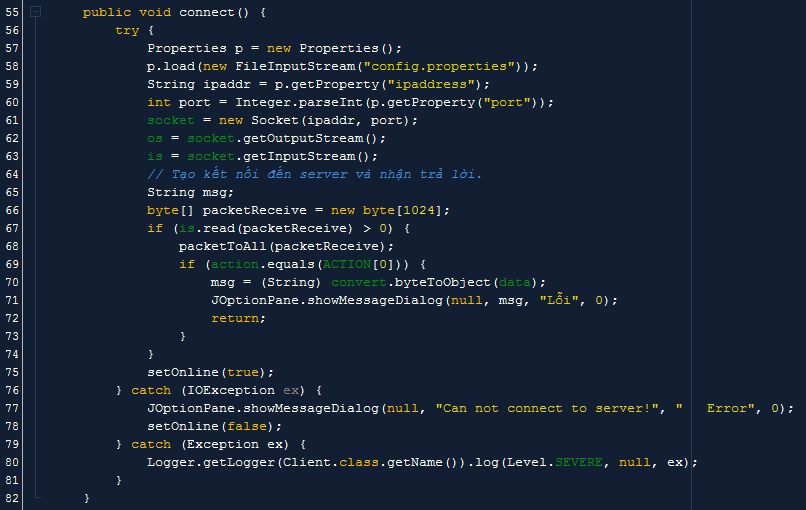 55 public void connect() {
56 try {
57 Properties p = new Properties();
58 p.load(new FileInputStream("config.properties"));
59 String ipaddr = p.getProperty("ipaddress");
60 int port = Integer.parseInt(p.getProperty("port"));
61 socket = new Socket(ipaddr, port);
62 os = socket.getOutputStream();
63 is = socket.getInputStream();
64 // Tạo kết nối đến server và nhận trả lời.
65 String msg;
66 byte[] packetReceive = new byte[1024];
67 if (is.read(packetReceive) > 0) {
68 packetToAll(packetReceive);
69 if (action.equals(ACTION[0])) {
70 msg = (String) convert.byteToObject(data);
71 JOptionPane.showMessageDialog(null, msg, "Lỗi", 0);
72 return;
73 }
74 }
75 setOnline(true);
76 } catch (IOException ex) {
77 JOptionPane.showMessageDialog(null, "Can not connect to server!", "   Error", 0);
78 setOnline(false);
79 } catch (Exception ex) {
80 Logger.getLogger(Client.class.getName()).log(Level.SEVERE, null, ex);
81 }
82 }